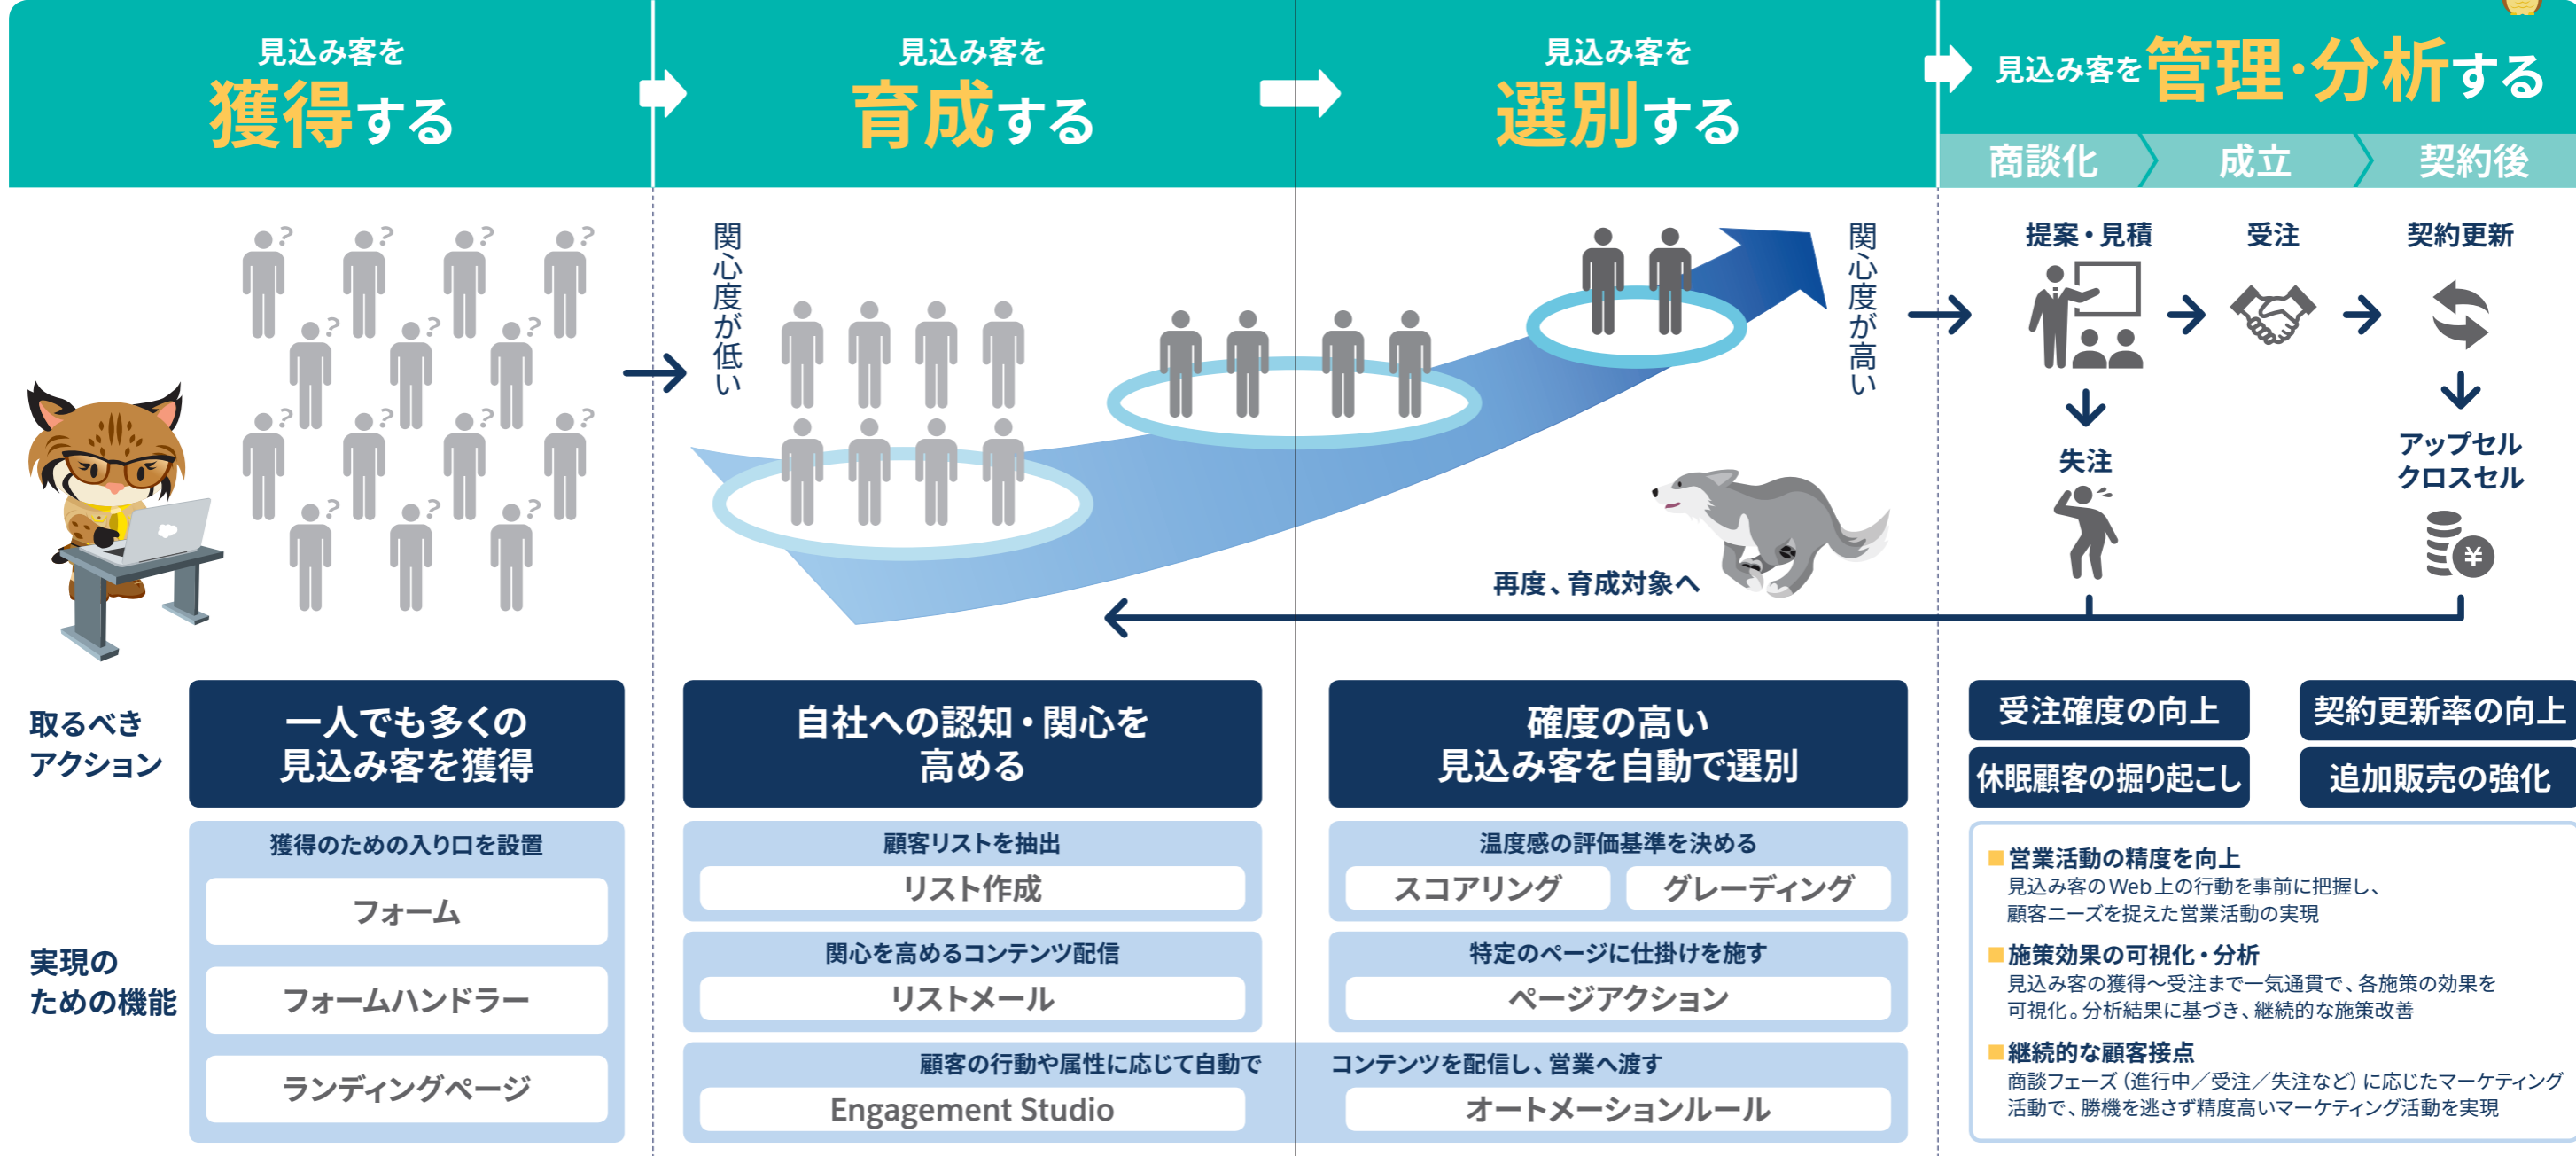 見込み客を
獲得する
見込み客を
育成する
見込み客を
選別する
見込み客を管理・分析する
商談化
成立
契約後
?
?
?
?
?
?
?
?
?
?
?
?
?
?
関心度が低い
関心度が高い
提案・見積
受注
契約更新
失注
アップセル
クロスセル
¥
再度、育成対象へ
取るべき
アクション
一人でも多くの
見込み客を獲得
自社への認知・関心を
高める
確度の高い
見込み客を自動で選別
受注確度の向上
休眠顧客の掘り起こし
契約更新率の向上
追加販売の強化
実現の
ための機能
獲得のための入り口を設置
フォーム
フォームハンドラー
ランディングページ
顧客リストを抽出
リスト作成
関心を高めるコンテンツ配信
リストメール
温度感の評価基準を決める
スコアリング
グレーディング
特定のページに仕掛けを施す
ページアクション
顧客の行動や属性に応じて自動で コンテンツを配信し、営業へ渡す
Engagement Studio
オートメーションルール
■営業活動の精度を向上
見込み客のWeb上の行動を事前に把握し、
顧客ニーズを捉えた営業活動の実現
■施策効果の可視化・分析
見込み客の獲得～受注まで一気通貫で、各施策の効果を
可視化。分析結果に基づき、継続的な施策改善
■継続的な顧客接点
商談フェーズ（進行中／受注／失注など）に応じたマーケティング
活動で、勝機を逃さず精度高いマーケティング活動を実現